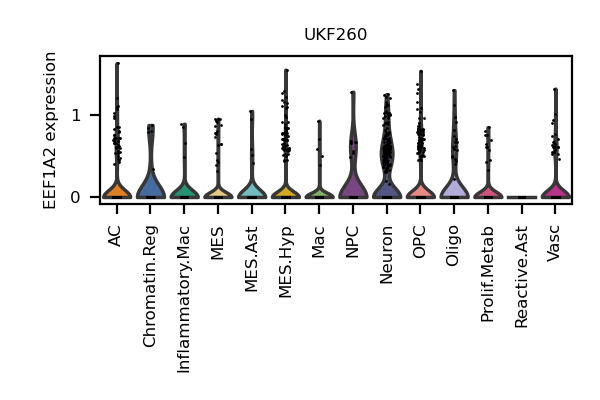 UKF260
EEF1A2 expression
1
0
AC
Chromatin.Reg
Inflammatory.Mac
MES
MES.Ast
MES.Hyp
Mac
NPC
Neuron
OPC
Oligo
Prolif.Metab
Reactive.Ast
Vasc